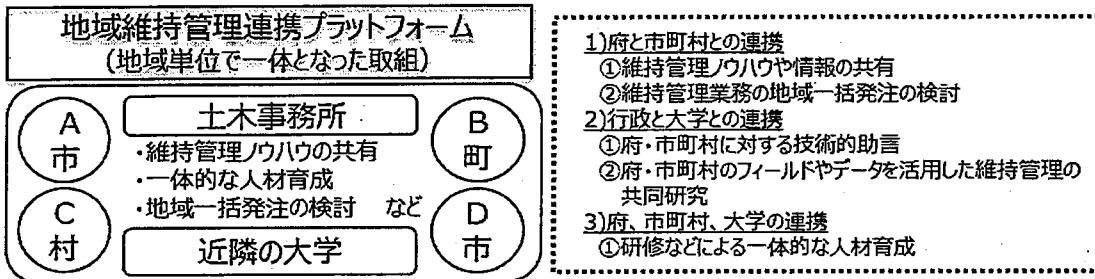 地域維持管理連携プラットフォーム
(地域単位で一体となった取組)
A
市
土木事務所
B
町
・維持管理ノウハウの共有
・一体的な人材育成
・地域一括発注の検討 など
C
村
近隣の大学
D
市
1)府と市町村との連携
①維持管理ノウハウや情報の共有
②維持管理業務の地域一括発注の検討
2)行政と大学との連携
①府・市町村に対する技術的助言
②府・市町村のフィールドやデータを活用した維持管理の
共同研究
3)府、市町村、大学の連携
①研修などによる一体的な人材育成